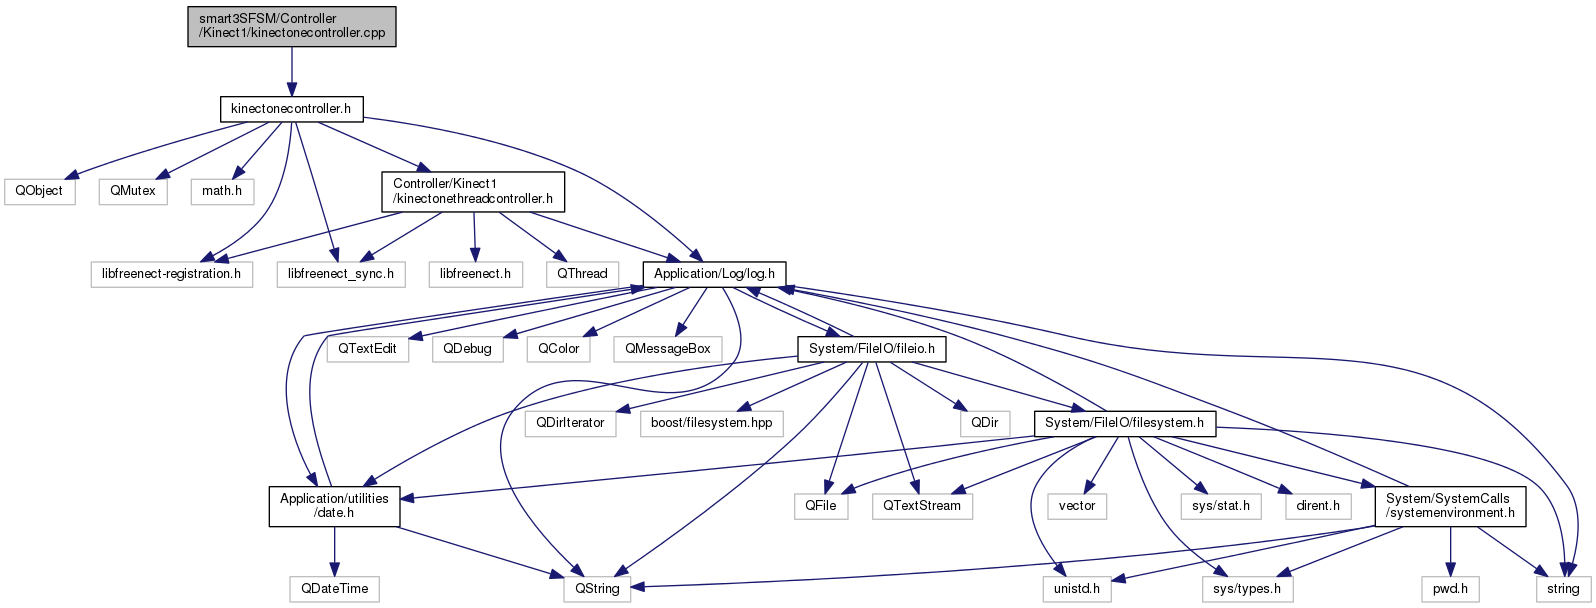 smart3SFSM/Controller
/Kinect1/kinectonecontroller.cpp
kinectonecontroller.h
QObject
QMutex
math.h
Controller/Kinect1
/kinectonethreadcontroller.h
libfreenect-registration.h
libfreenect_sync.h
libfreenect.h
QThread
Application/Log/log.h
QTextEdit
QDebug
QColor
QMessageBox
System/FileIO/fileio.h
QDirIterator
boost/filesystem.hpp
QDir
System/FileIO/filesystem.h
Application/utilities
/date.h
QFile
QTextStream
vector
sys/stat.h
dirent.h
System/SystemCalls
/systemenvironment.h
QDateTime
QString
unistd.h
sys/types.h
pwd.h
string